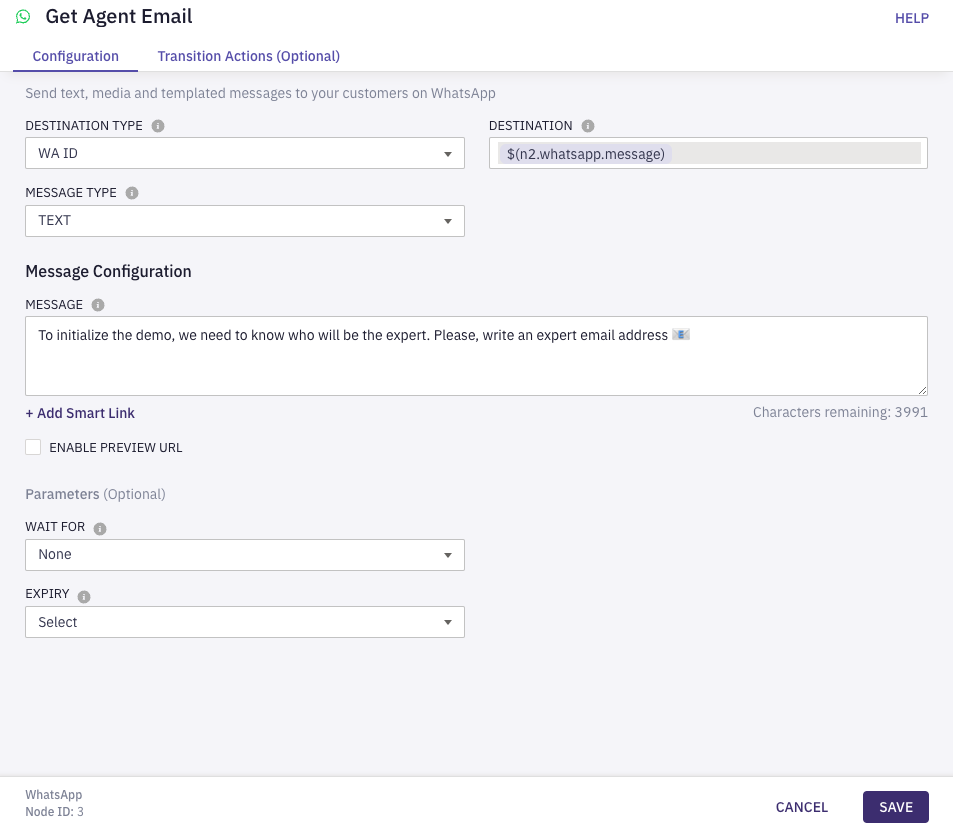 Get Agent Email
HELP
Configuration
Transition Actions (Optional)
Send text, media and templated messages to your customers on WhatsApp
DESTINATION TYPE
DESTINATION
WA ID
$(n2.whatsapp.message)
MESSAGE TYPE
TEXT
Message Configuration
MESSAGE
To initialize the demo, we need to know who will be the expert. Please, write an expert email address 📧
+ Add Smart Link
Characters remaining: 3991
ENABLE PREVIEW URL
Parameters (Optional)
WAIT FOR
None
EXPIRY
Select
WhatsApp
Node ID: 3
CANCEL
SAVE